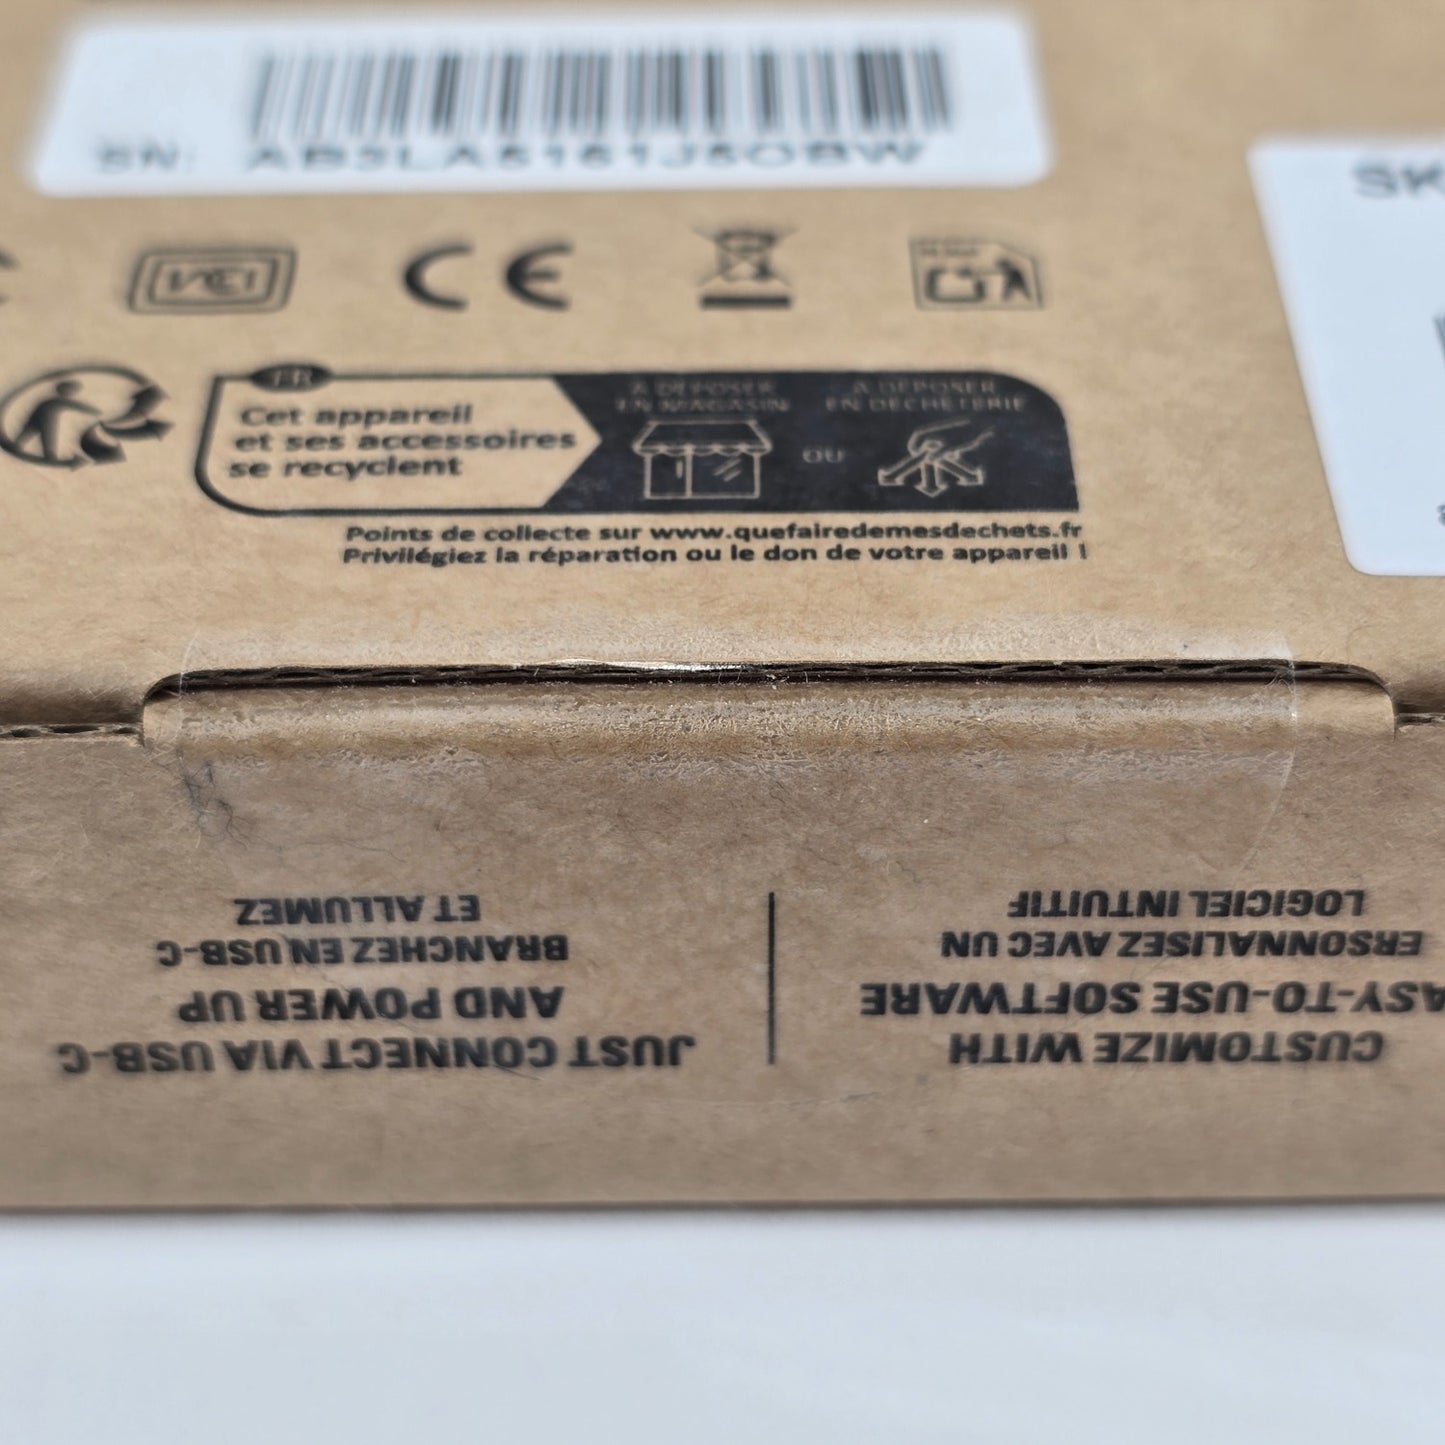 SN: AB3LA5161J5OBW
SK
CE
FR
Cet appareil
et ses accessoires
se recyclent
À DÉPOSER
EN MAGASIN
OU
À DÉPOSER
EN DÉCHÈTERIE
Points de collecte sur www.quefairedemesdechets.fr
Privilégiez la réparation ou le don de votre appareil !
JUST CONNECT VIA USB-C
AND POWER UP
BRANCHEZ EN USB-C
ET ALLUMEZ
CUSTOMIZE WITH
ASY-TO-USE SOFTWARE
ERSONNALISEZ AVEC UN
LOGICIEL INTUITIF